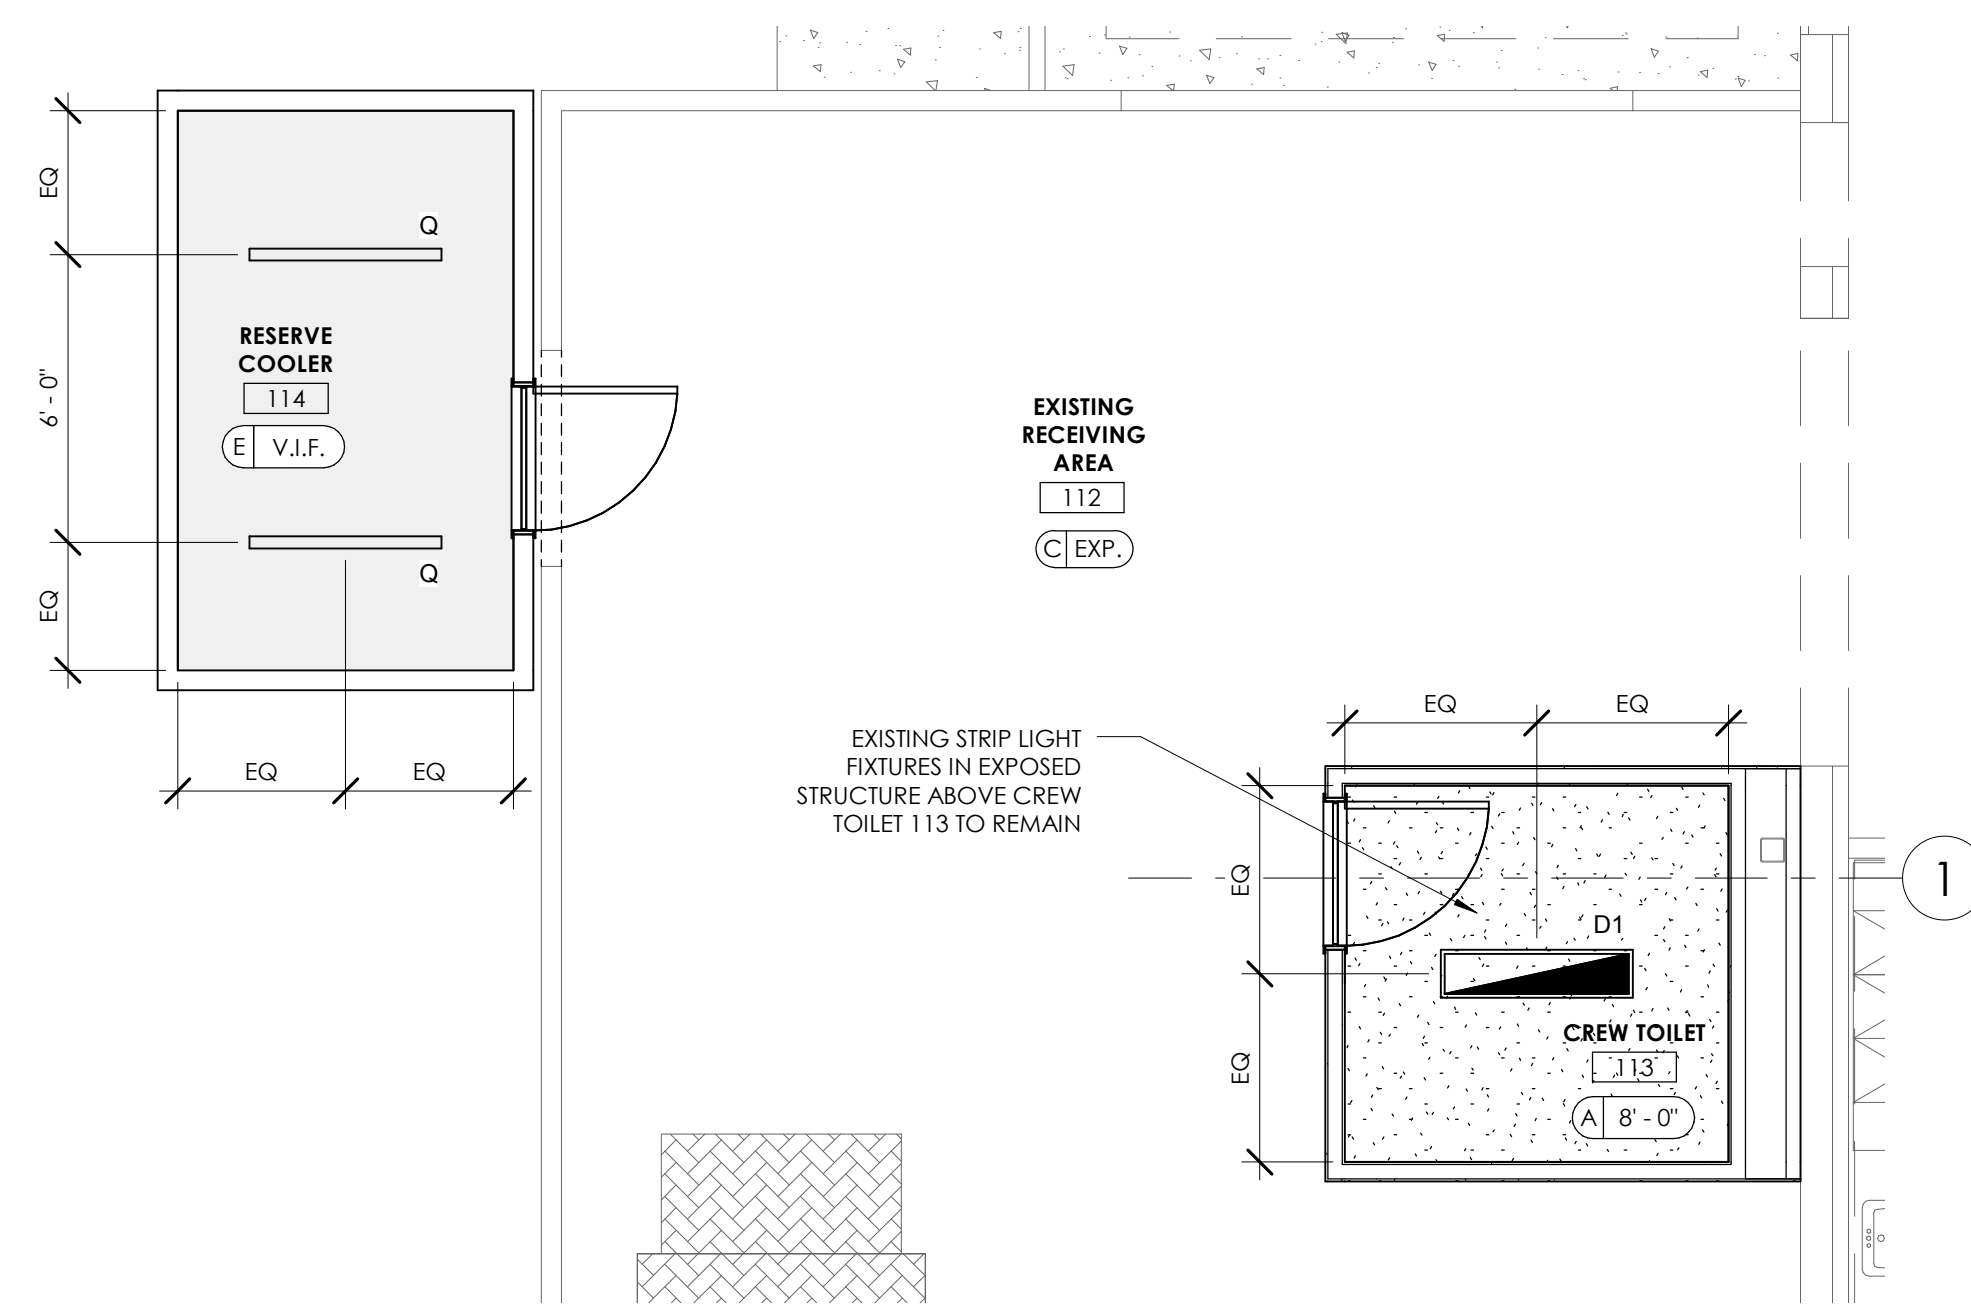 EQ
6' - 0"
EQ
Q
RESERVE
COOLER
114
E V.I.F.
Q
EQ EQ
EXISTING
RECEIVING
AREA
112
C EXP.
EXISTING STRIP LIGHT
FIXTURES IN EXPOSED
STRUCTURE ABOVE CREW
TOILET 113 TO REMAIN
EQ EQ
EQ
EQ
D1
CREW TOILET
113
A 8' - 0"
1